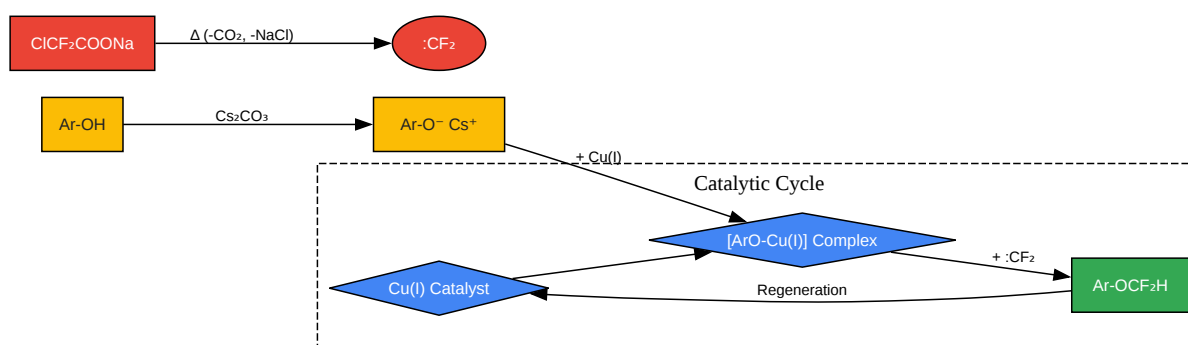 ClCF₂COONa
Δ (-CO₂, -NaCl)
:CF₂
Ar-OH
Cs₂CO₃
Ar-O⁻ Cs⁺
+ Cu(I)
Catalytic Cycle
[ArO-Cu(I)] Complex
+ :CF₂
Cu(I) Catalyst
Regeneration
Ar-OCF₂H